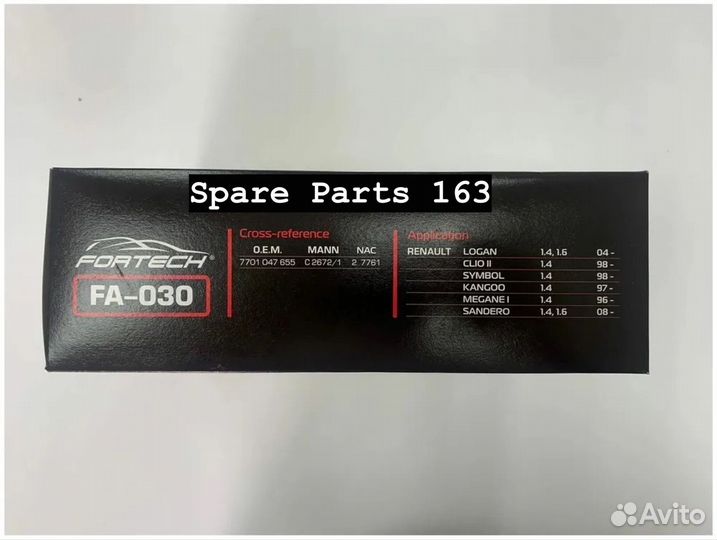 Spare Parts 163
FORTECH®
FA-030
Cross-reference
O.E.M. MANN NAC
7701 047 655 C 2672/1 2 7761
Application
RENAULT LOGAN 1.4, 1.6 04 -
CLIO II 1.4 98 -
SYMBOL 1.4 98 -
KANGOO 1.4 97 -
MEGANE I 1.4 96 -
SANDERO 1.4, 1.6 08 -
Avito